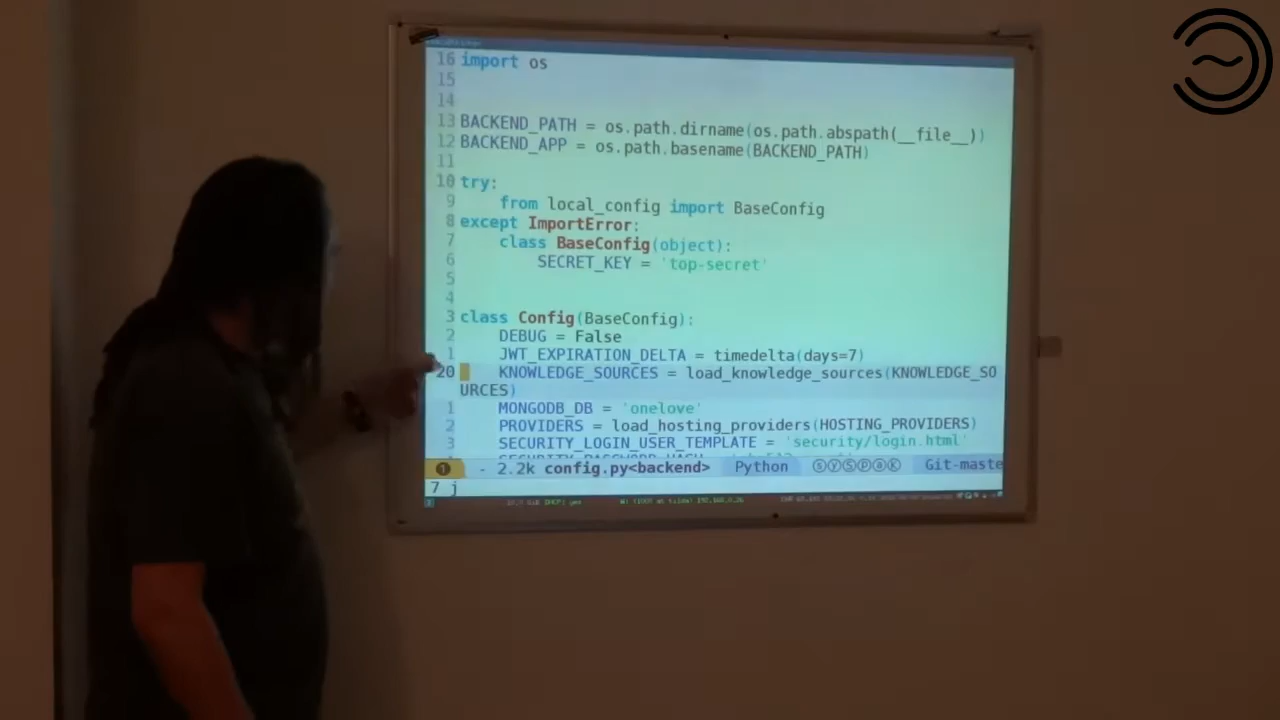 16 import os
15
14
13 BACKEND_PATH = os.path.dirname(os.path.abspath(__file__))
12 BACKEND_APP = os.path.basename(BACKEND_PATH)
11
10 try:
9 from local_config import BaseConfig
8 except ImportError:
7 class BaseConfig(object):
6 SECRET_KEY = 'top-secret'
5
4
3 class Config(BaseConfig):
2 DEBUG = False
1 JWT_EXPIRATION_DELTA = timedelta(days=7)
20 KNOWLEDGE_SOURCES = load_knowledge_sources(KNOWLEDGE_SO
URCES)
1 MONGODB_DB = 'onelove'
2 PROVIDERS = load_hosting_providers(HOSTING_PROVIDERS)
3 SECURITY_LOGIN_USER_TEMPLATE = 'security/login.html'
1 - 2.2k config.py<backend> Python ⓢⓨⓢⓟⓐⓚ Git-maste
7 j